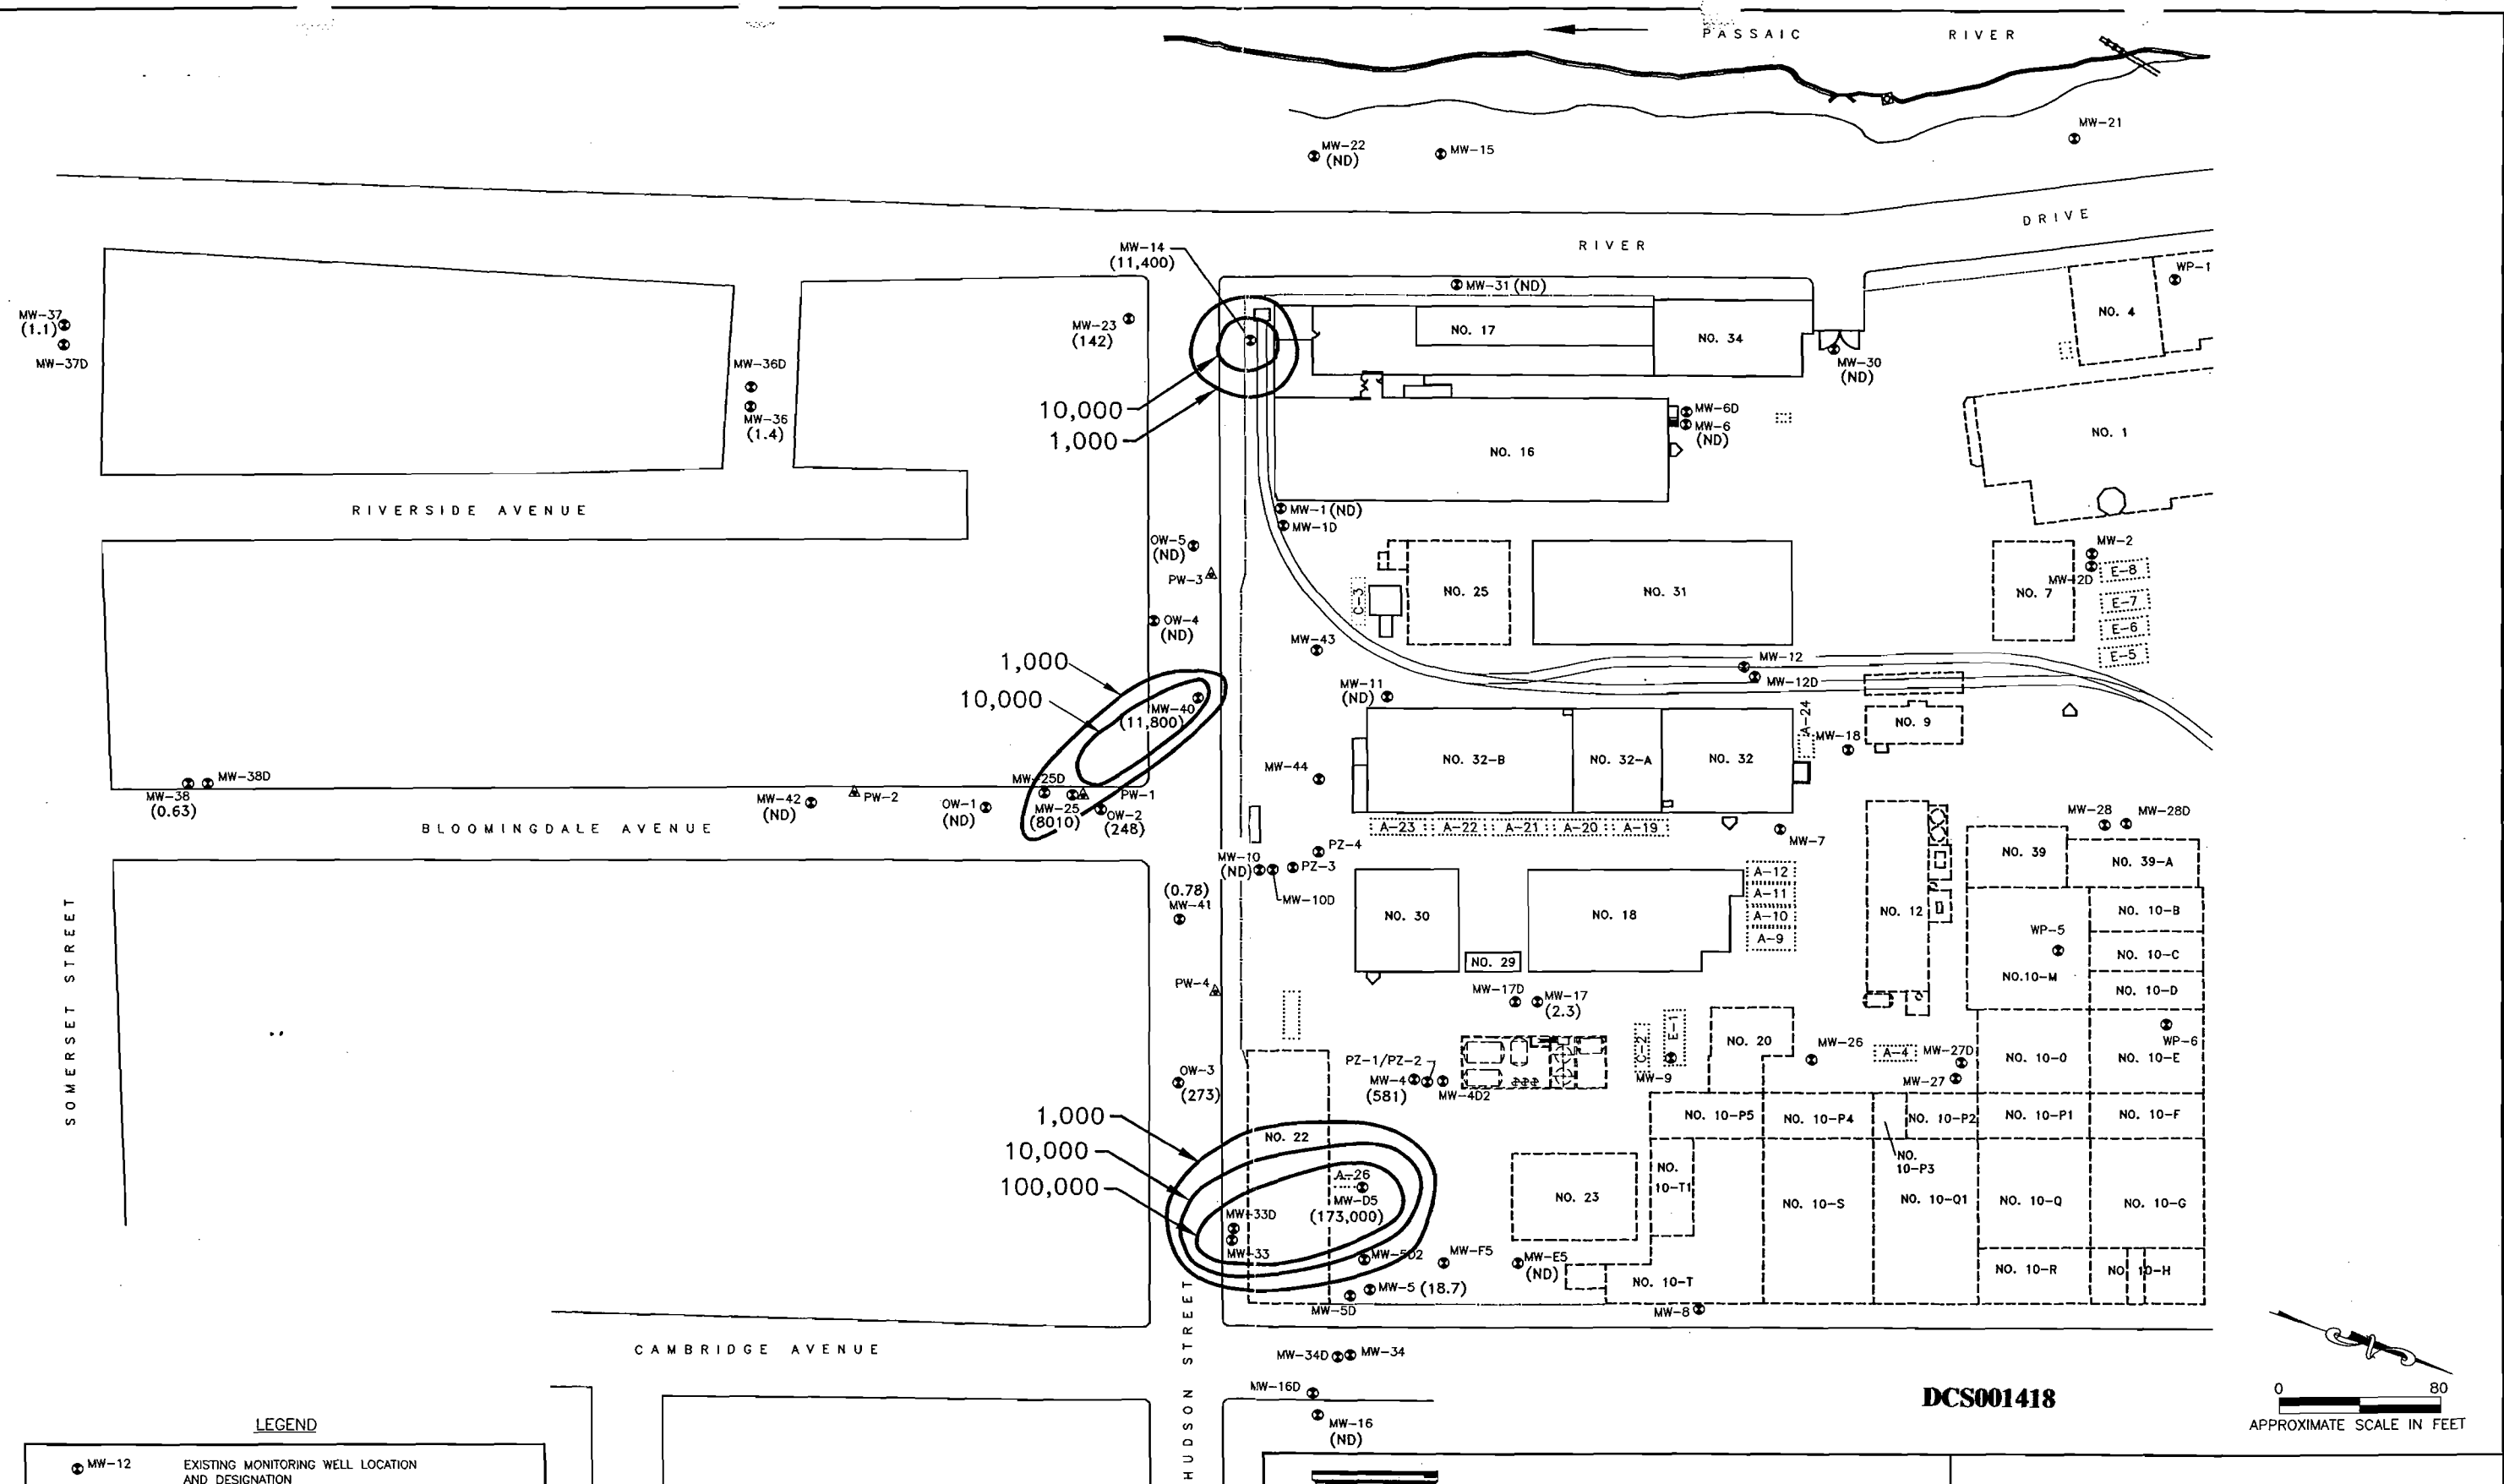 PASSAIC RIVER
MW-21
MW-22
(ND)
MW-15
DRIVE
RIVER
MW-14
(11,400)
WP-1
MW-31 (ND)
MW-37
(1.1)
MW-37D
MW-23
(142)
NO. 17
NO. 34
NO. 4
MW-30
(ND)
MW-36D
MW-36
(1.4)
10,000
1,000
MW-6D
MW-6
(ND)
NO. 1
NO. 16
RIVERSIDE AVENUE
MW-1 (ND)
MW-1D
OW-5
(ND)
PW-3
MW-2
MW-2D
E-8
E-7
E-6
E-5
C-3
NO. 25
NO. 31
NO. 7
OW-4
(ND)
MW-43
1,000
10,000
MW-12
MW-12D
MW-11
(ND)
MW-40
(11,800)
A-24
NO. 9
MW-18
NO. 32-B
NO. 32-A
NO. 32
MW-44
MW-38D
MW-38
(0.63)
MW-25D
MW-42
(ND)
PW-2
OW-1
(ND)
MW-25
(8010)
PW-1
OW-2
(248)
BLOOMINGDALE AVENUE
A-23
A-22
A-21
A-20
A-19
MW-7
MW-28
MW-28D
PZ-4
MW-10
(ND)
PZ-3
MW-10D
NO. 39
NO. 39-A
A-12
A-11
A-10
A-9
(0.78)
MW-41
NO. 30
NO. 18
NO. 12
NO. 10-B
WP-5
NO. 29
NO. 10-C
NO.10-M
NO. 10-D
PW-4
MW-17D
MW-17
(2.3)
SOMERSET STREET
C-2
E-1
NO. 20
MW-26
A-4
MW-27D
MW-27
NO. 10-O
WP-6
NO. 10-E
PZ-1/PZ-2
MW-4
(581)
MW-4D2
MW-9
OW-3
(273)
1,000
10,000
100,000
NO. 22
NO. 10-P5
NO. 10-P4
NO. 10-P2
NO. 10-P1
NO. 10-F
NO.
10-P3
A-26
MW-D5
(173,000)
MW-33D
MW-33
NO. 23
NO.
10-T1
NO. 10-S
NO. 10-Q1
NO. 10-Q
NO. 10-G
MW-5D2
MW-F5
MW-E5
(ND)
MW-5 (18.7)
MW-5D
NO. 10-T
MW-8
NO. 10-R
NO. 10-H
CAMBRIDGE AVENUE
HUDSON STREET
MW-34D
MW-34
MW-16D
MW-16
(ND)
DCS001418
0 80
APPROXIMATE SCALE IN FEET
LEGEND
MW-12 EXISTING MONITORING WELL LOCATION
AND DESIGNATION